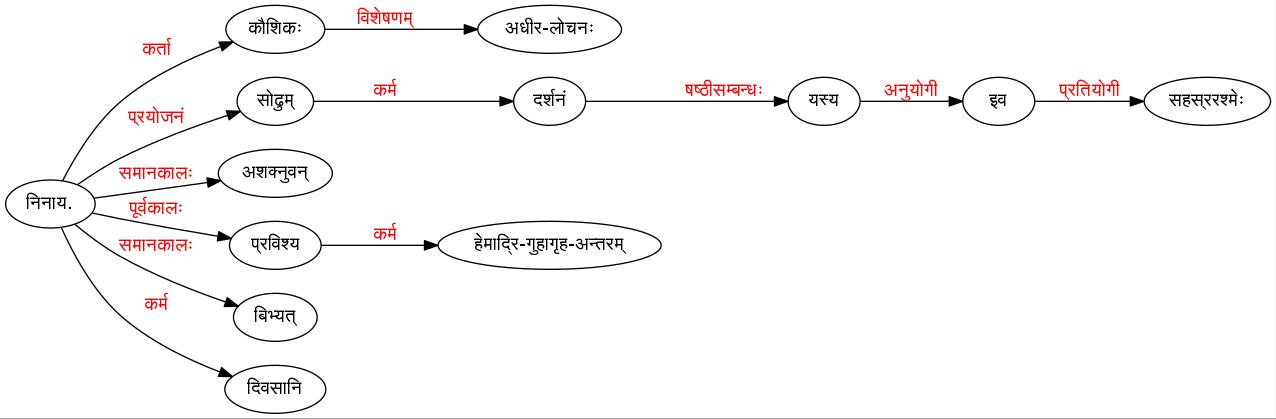 कौशिकः
विशेषणम्
अधीर-लोचनः
कर्ता
सोढुम्
कर्म
दर्शनं
षष्ठीसम्बन्धः
यस्य
अनुयोगी
इव
प्रतियोगी
सहस्ररश्मेः
प्रयोजनं
समानकालः
अशक्नुवन्
निनाय.
पूर्वकालः
प्रविश्य
कर्म
हेमाद्रि-गुहागृह-अन्तरम्
समानकालः
बिभ्यत्
कर्म
दिवसानि